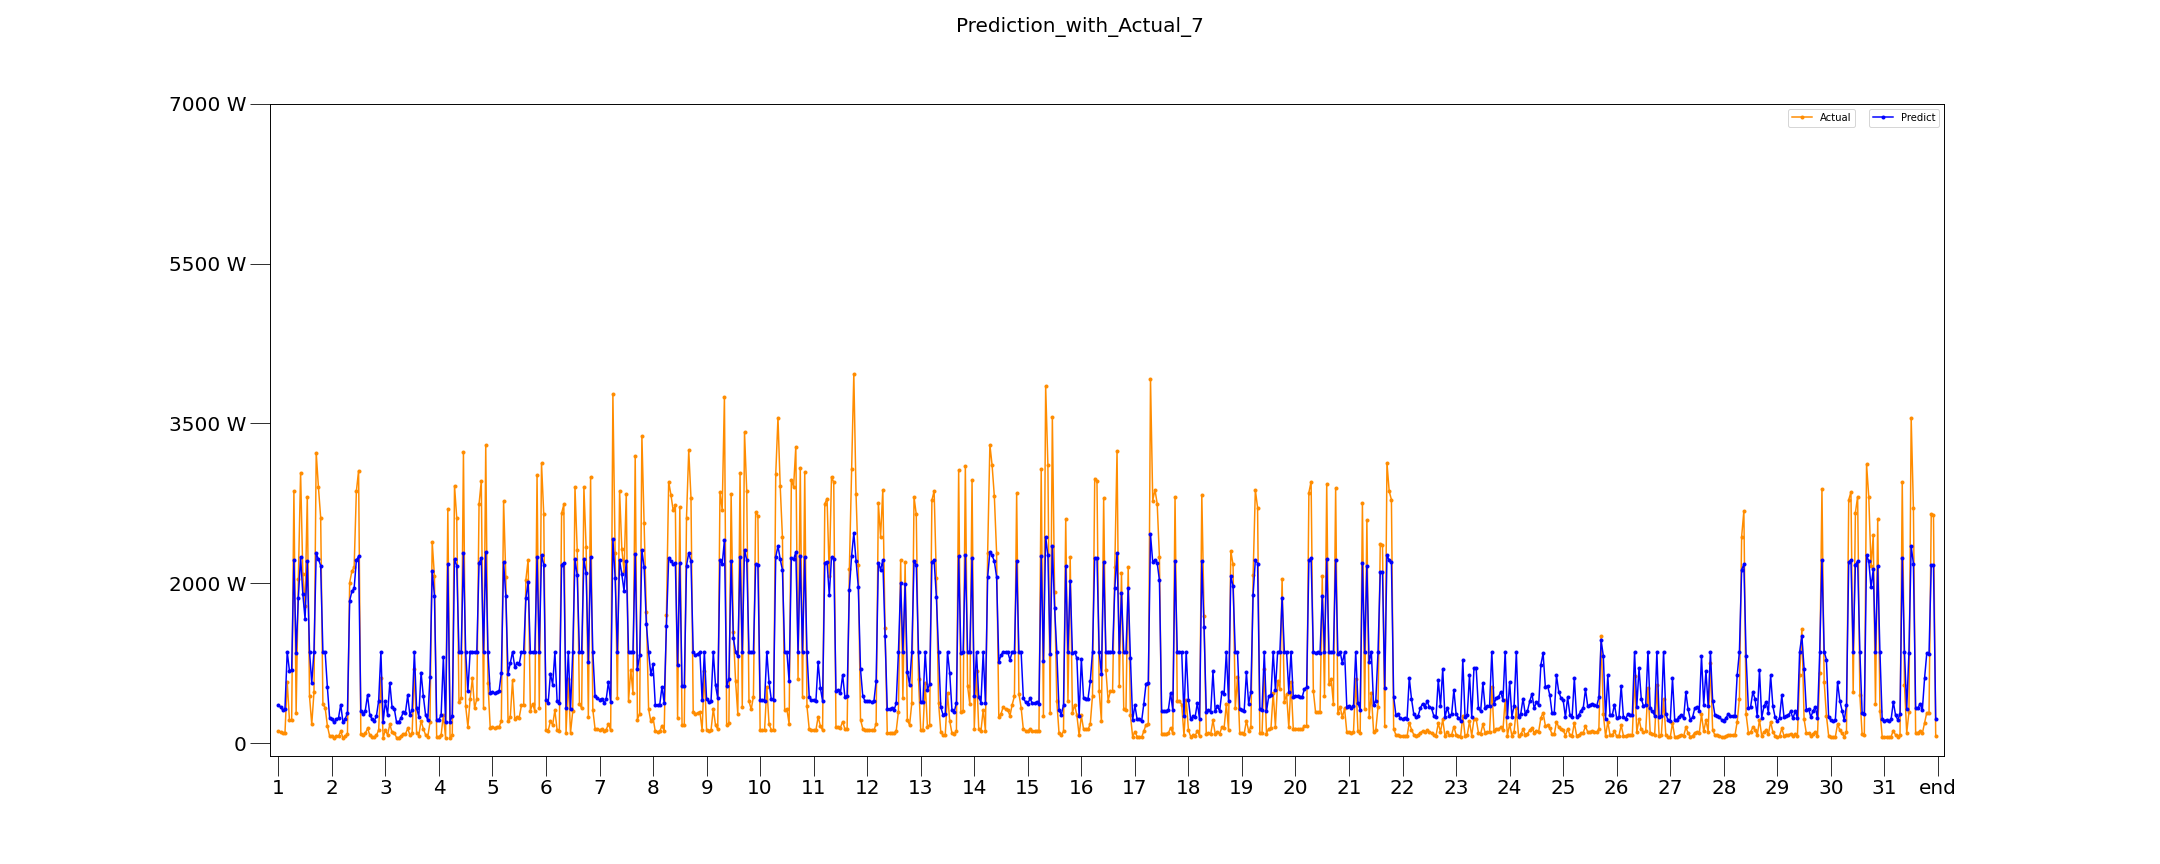 Prediction_with_Actual_7
7000 W
Actual Predict
5500 W
3500 W
2000 W
0
1 2 3 4 5 6 7 8 9 10 11 12 13 14 15 16 17 18 19 20 21 22 23 24 25 26 27 28 29 30 31 end